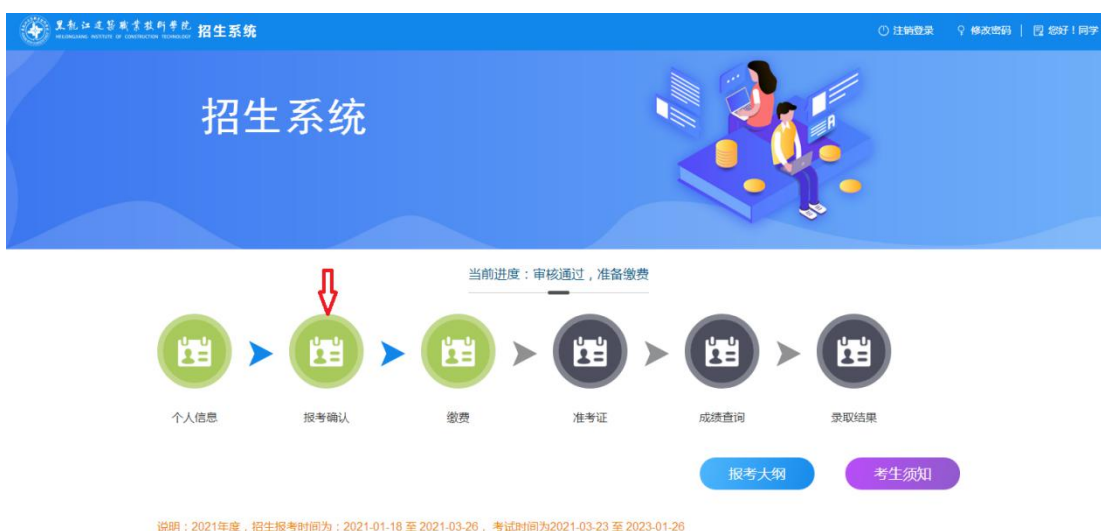 黑龙江建筑职业技术学院 招生系统
HEILONGJIANG INSTITUTE OF CONSTRUCTION TECHNOLOGY
注销登录 修改密码 | 您好！同学
招生系统
当前进度：审核通过，准备缴费
个人信息 报考确认 缴费 准考证 成绩查询 录取结果
报考大纲 考生须知
说明：2021年度，招生报考时间为：2021-01-18 至 2021-03-26 ，考试时间为2021-03-23 至 2023-01-26